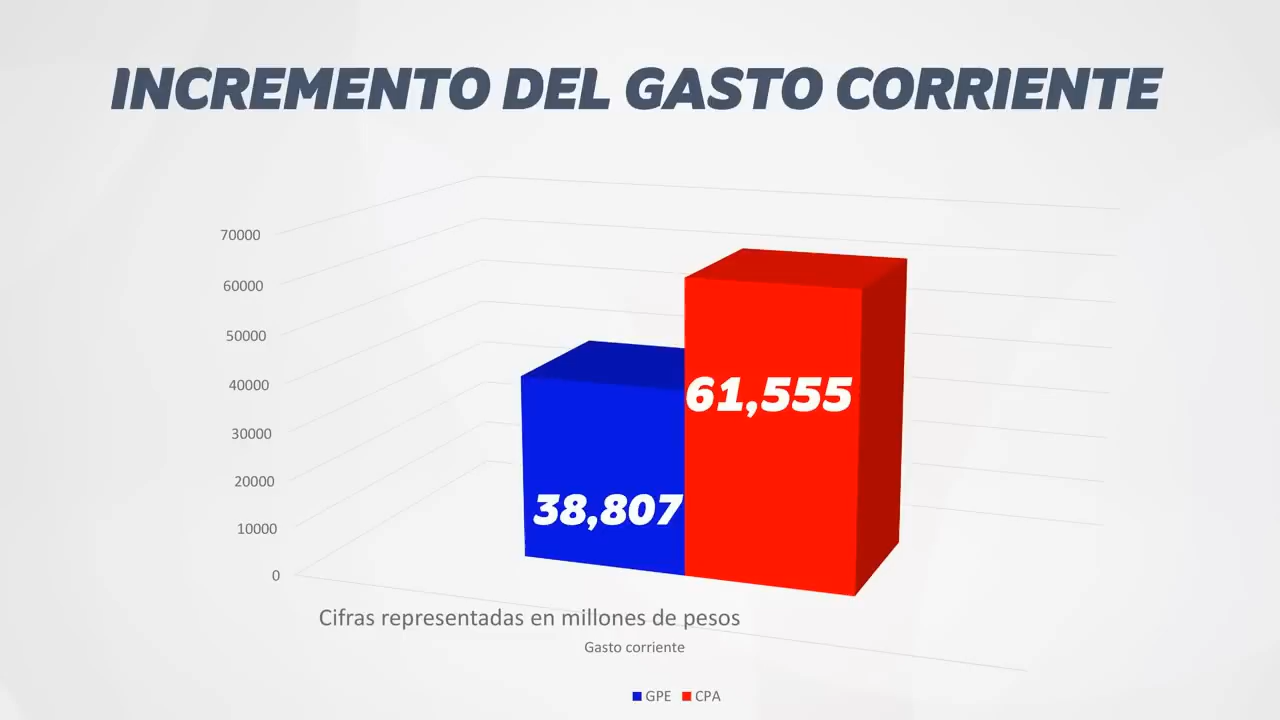 INCREMENTO DEL GASTO CORRIENTE
70000
60000
50000
40000
30000
20000
10000
0
61,555
38,807
Cifras representadas en millones de pesos
Gasto corriente
GPE CPA